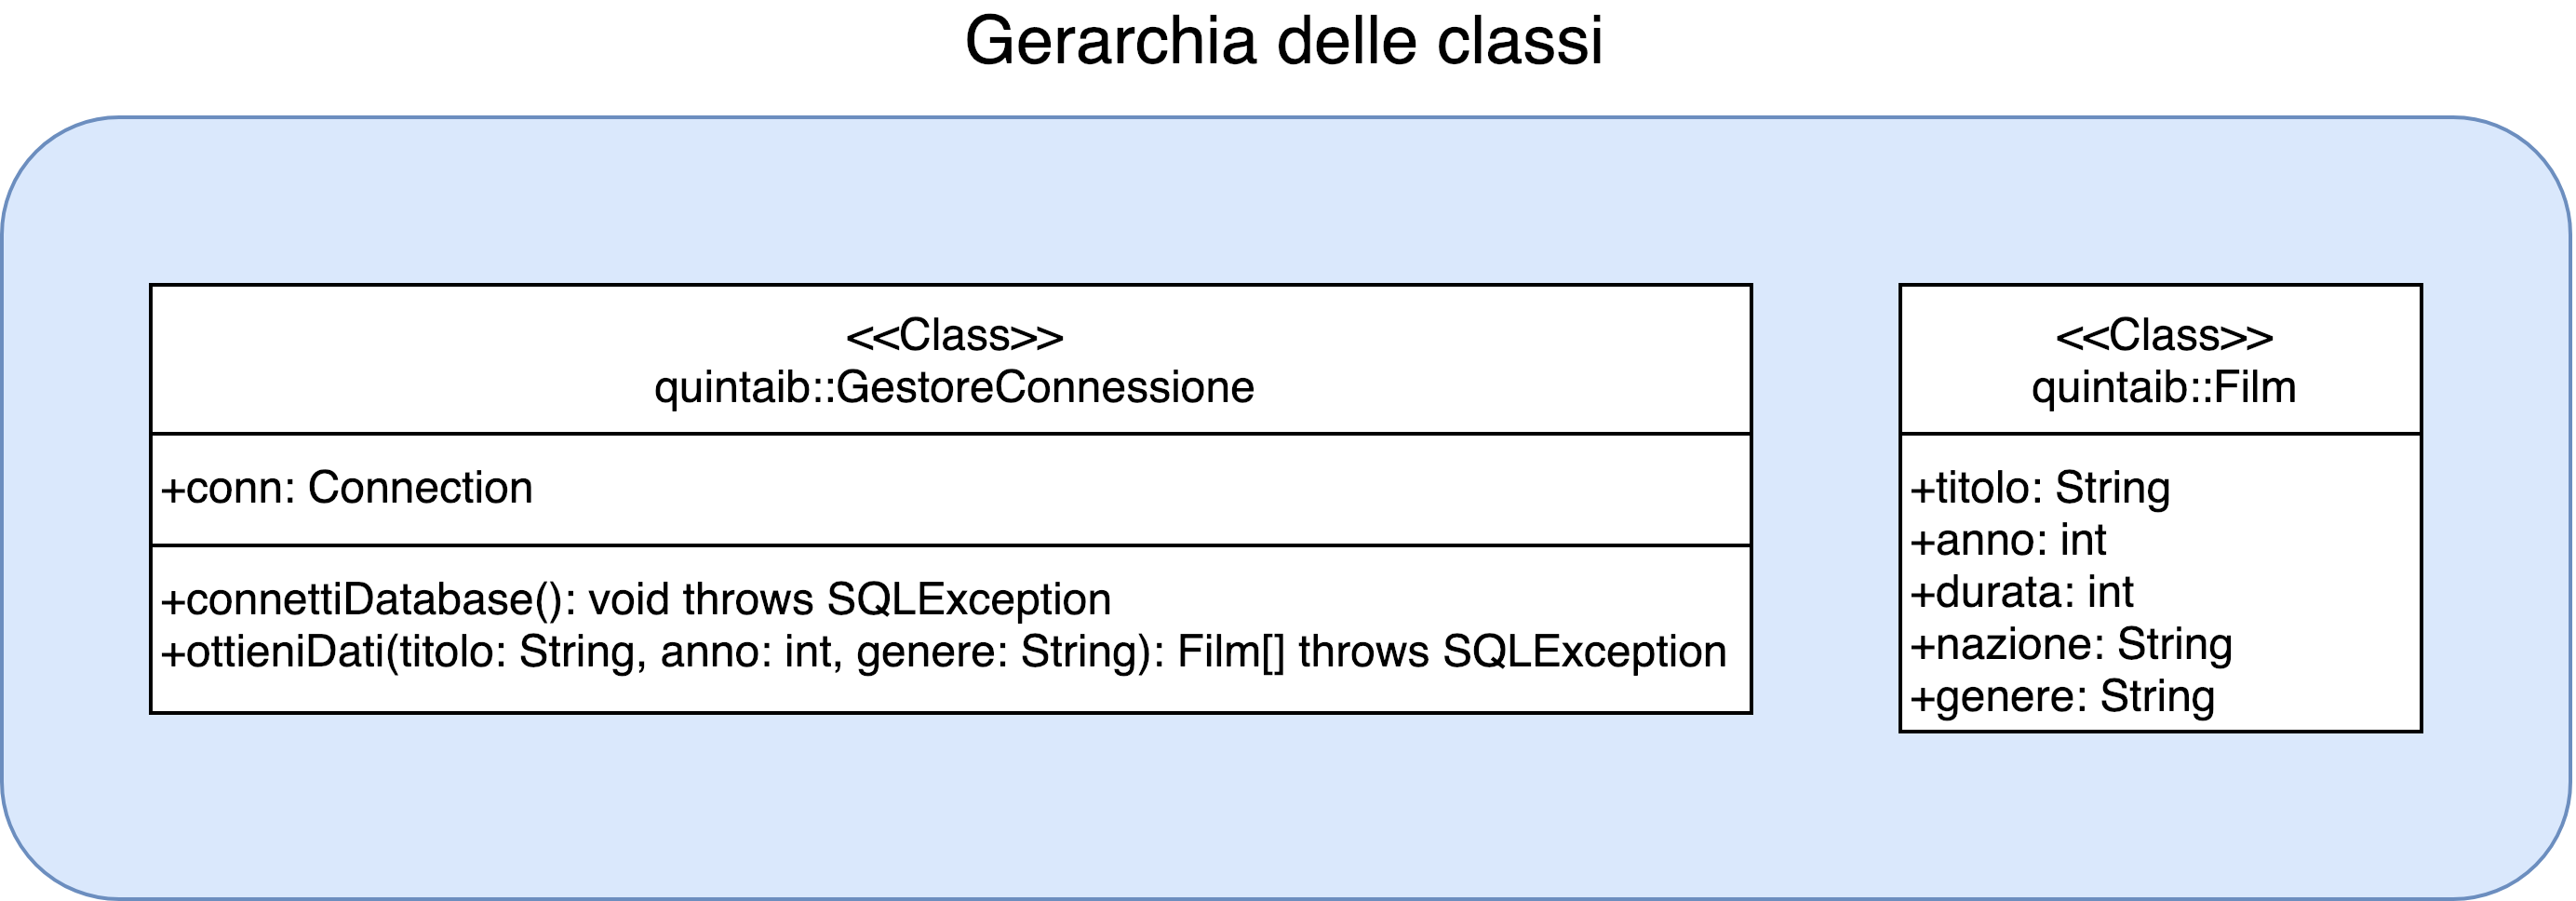 Gerarchia delle classi
<<Class>>
quintaib::GestoreConnessione
+conn: Connection
+connettiDatabase(): void throws SQLException
+ottieniDati(titolo: String, anno: int, genere: String): Film[] throws SQLException
<<Class>>
quintaib::Film
+titolo: String
+anno: int
+durata: int
+nazione: String
+genere: String